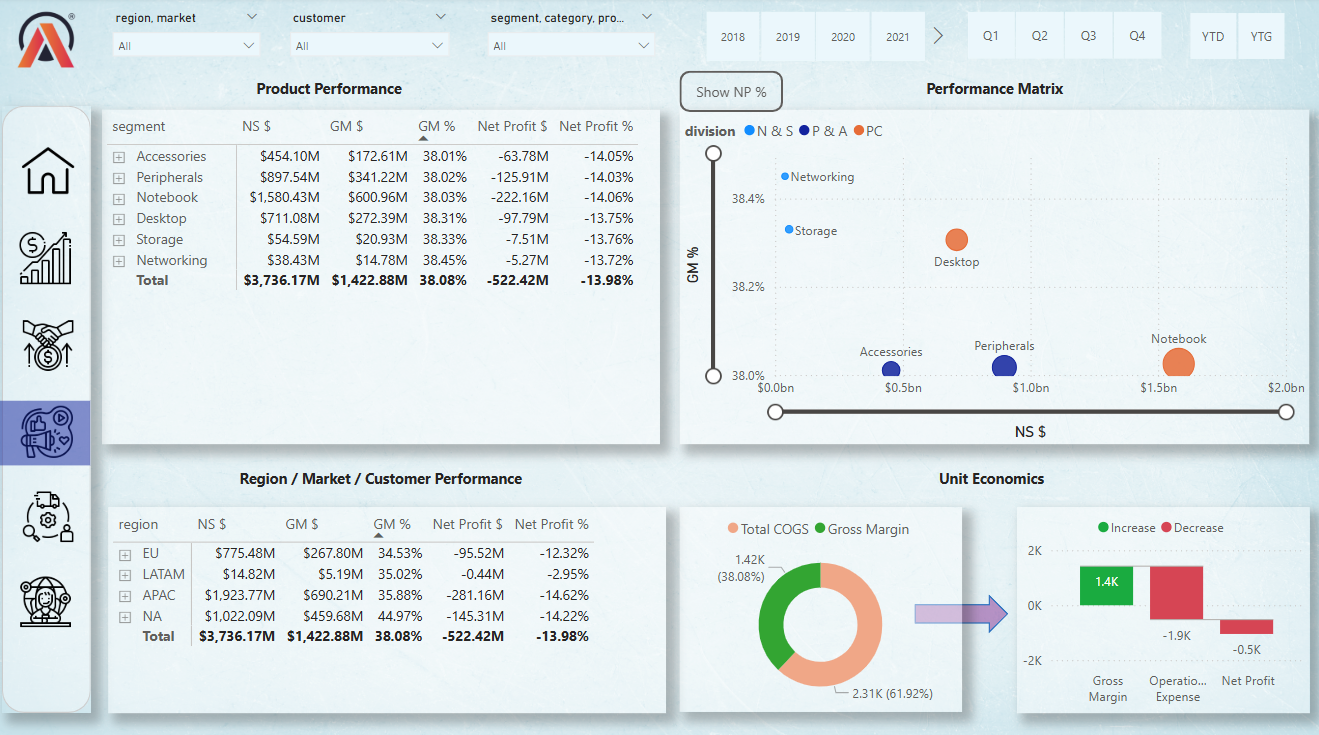 region, market
customer
segment, category, pro...
All
All
All
2018 2019 2020 2021
Q1 Q2 Q3 Q4
YTD YTG
Product Performance
segment NS $ GM $ GM % Net Profit $ Net Profit %
Accessories $454.10M $172.61M 38.01% -63.78M -14.05%
Peripherals $897.54M $341.22M 38.02% -125.91M -14.03%
Notebook $1,580.43M $600.96M 38.03% -222.16M -14.06%
Desktop $711.08M $272.39M 38.31% -97.79M -13.75%
Storage $54.59M $20.93M 38.33% -7.51M -13.76%
Networking $38.43M $14.78M 38.45% -5.27M -13.72%
Total $3,736.17M $1,422.88M 38.08% -522.42M -13.98%
Show NP %
Performance Matrix
division N & S P & A PC
Networking
38.4%
Storage
Desktop
GM %
38.2%
Notebook
Peripherals
Accessories
38.0%
$0.0bn $0.5bn $1.0bn $1.5bn $2.0bn
NS $
Region / Market / Customer Performance
region NS $ GM $ GM % Net Profit $ Net Profit %
EU $775.48M $267.80M 34.53% -95.52M -12.32%
LATAM $14.82M $5.19M 35.02% -0.44M -2.95%
APAC $1,923.77M $690.21M 35.88% -281.16M -14.62%
NA $1,022.09M $459.68M 44.97% -145.31M -14.22%
Total $3,736.17M $1,422.88M 38.08% -522.42M -13.98%
Unit Economics
Total COGS Gross Margin
1.42K
(38.08%)
2.31K (61.92%)
Increase Decrease
2K
1.4K
0K
-1.9K
-0.5K
-2K
Gross
Margin
Operatio...
Expense
Net Profit